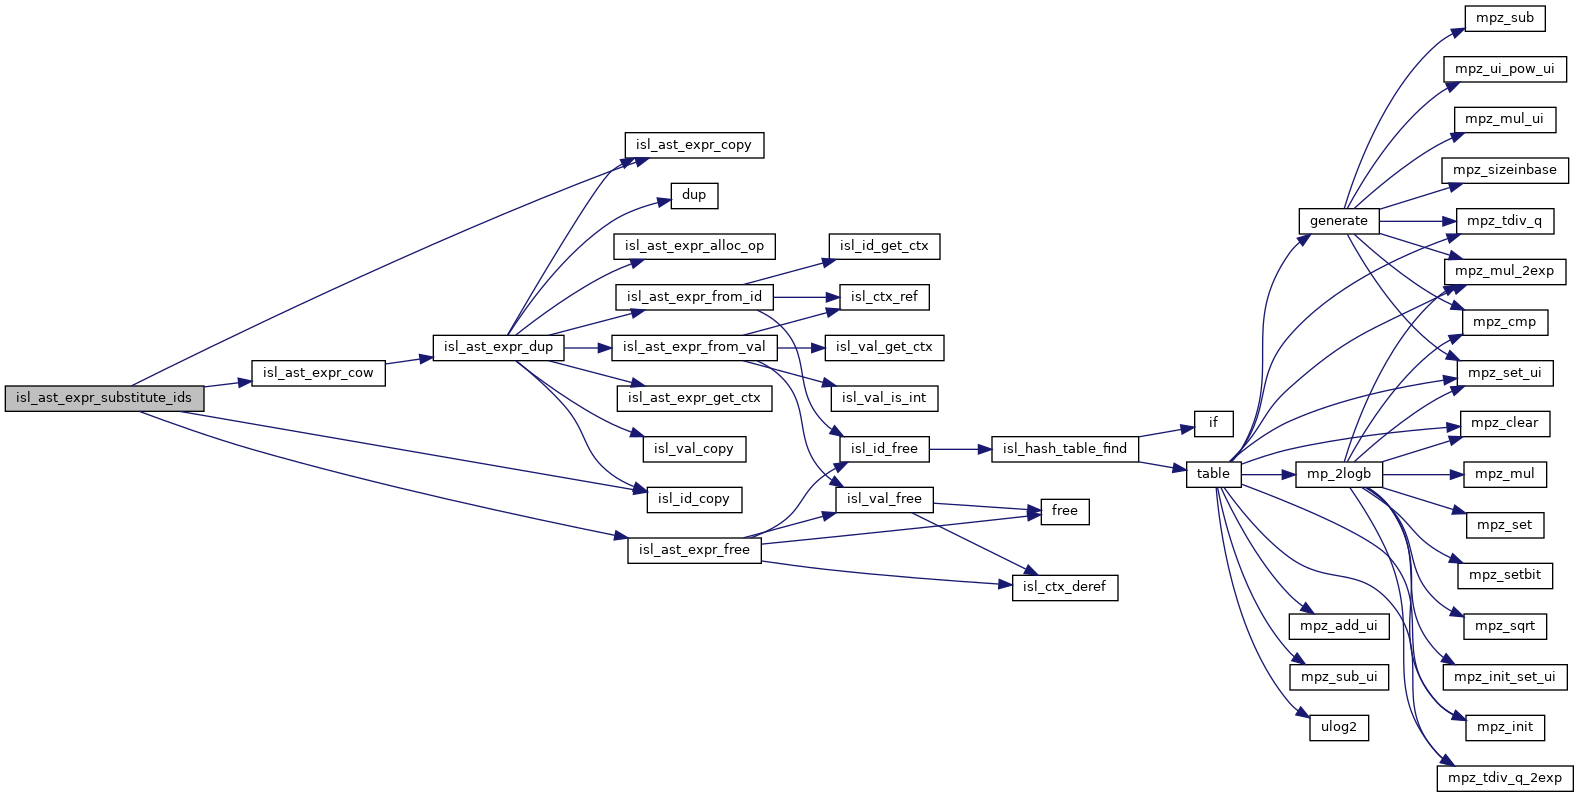 isl_ast_expr_substitute_ids
isl_ast_expr_cow
isl_ast_expr_dup
isl_ast_expr_copy
dup
isl_ast_expr_alloc_op
isl_ast_expr_from_id
isl_ast_expr_from_val
isl_ast_expr_get_ctx
isl_val_copy
isl_id_copy
isl_ast_expr_free
isl_id_get_ctx
isl_ctx_ref
isl_val_get_ctx
isl_val_is_int
isl_id_free
isl_val_free
isl_hash_table_find
free
isl_ctx_deref
if
table
generate
mp_2logb
mpz_add_ui
mpz_sub_ui
ulog2
mpz_sub
mpz_ui_pow_ui
mpz_mul_ui
mpz_sizeinbase
mpz_tdiv_q
mpz_mul_2exp
mpz_cmp
mpz_set_ui
mpz_clear
mpz_mul
mpz_set
mpz_setbit
mpz_sqrt
mpz_init_set_ui
mpz_init
mpz_tdiv_q_2exp